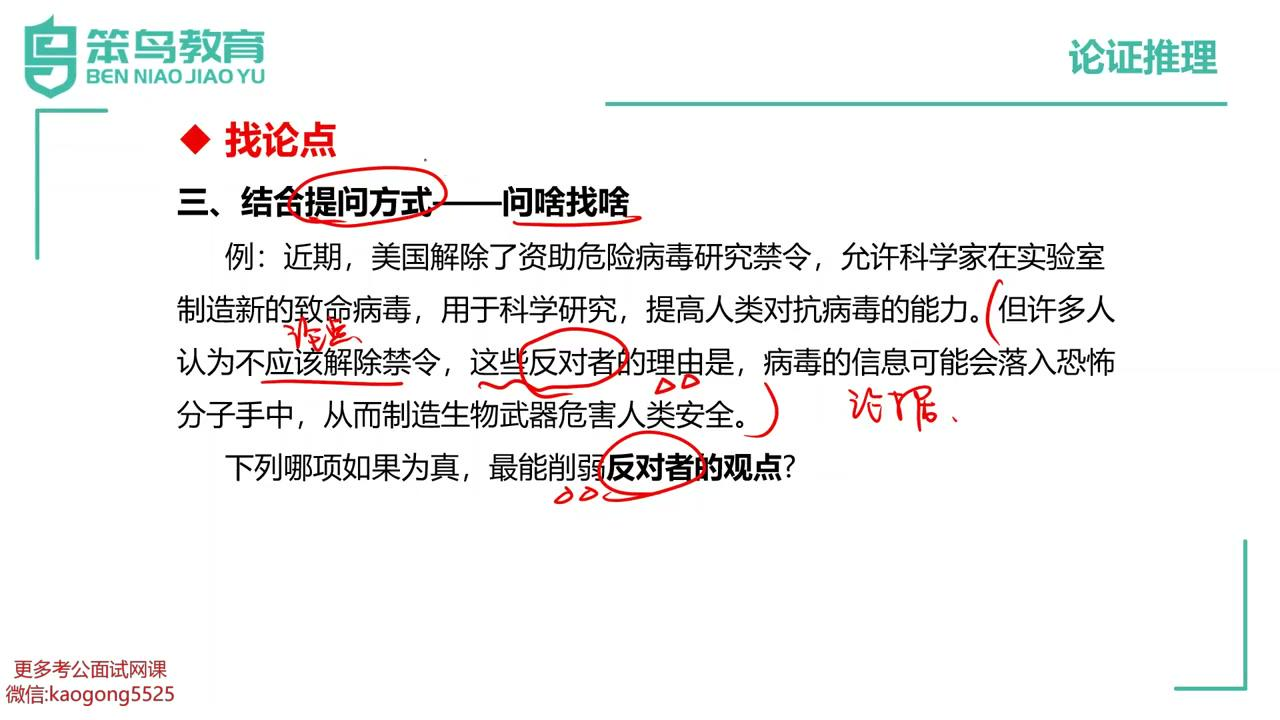 笨鸟教育
BEN NIAO JIAO YU
论证推理
找论点
三、结合提问方式——问啥找啥
例：近期，美国解除了资助危险病毒研究禁令，允许科学家在实验室
制造新的致命病毒，用于科学研究，提高人类对抗病毒的能力。但许多人
论点
认为不应该解除禁令，这些反对者的理由是，病毒的信息可能会落入恐怖
分子手中，从而制造生物武器危害人类安全。
论据、
下列哪项如果为真，最能削弱反对者的观点?
更多考公面试网课
微信:kaogong5525